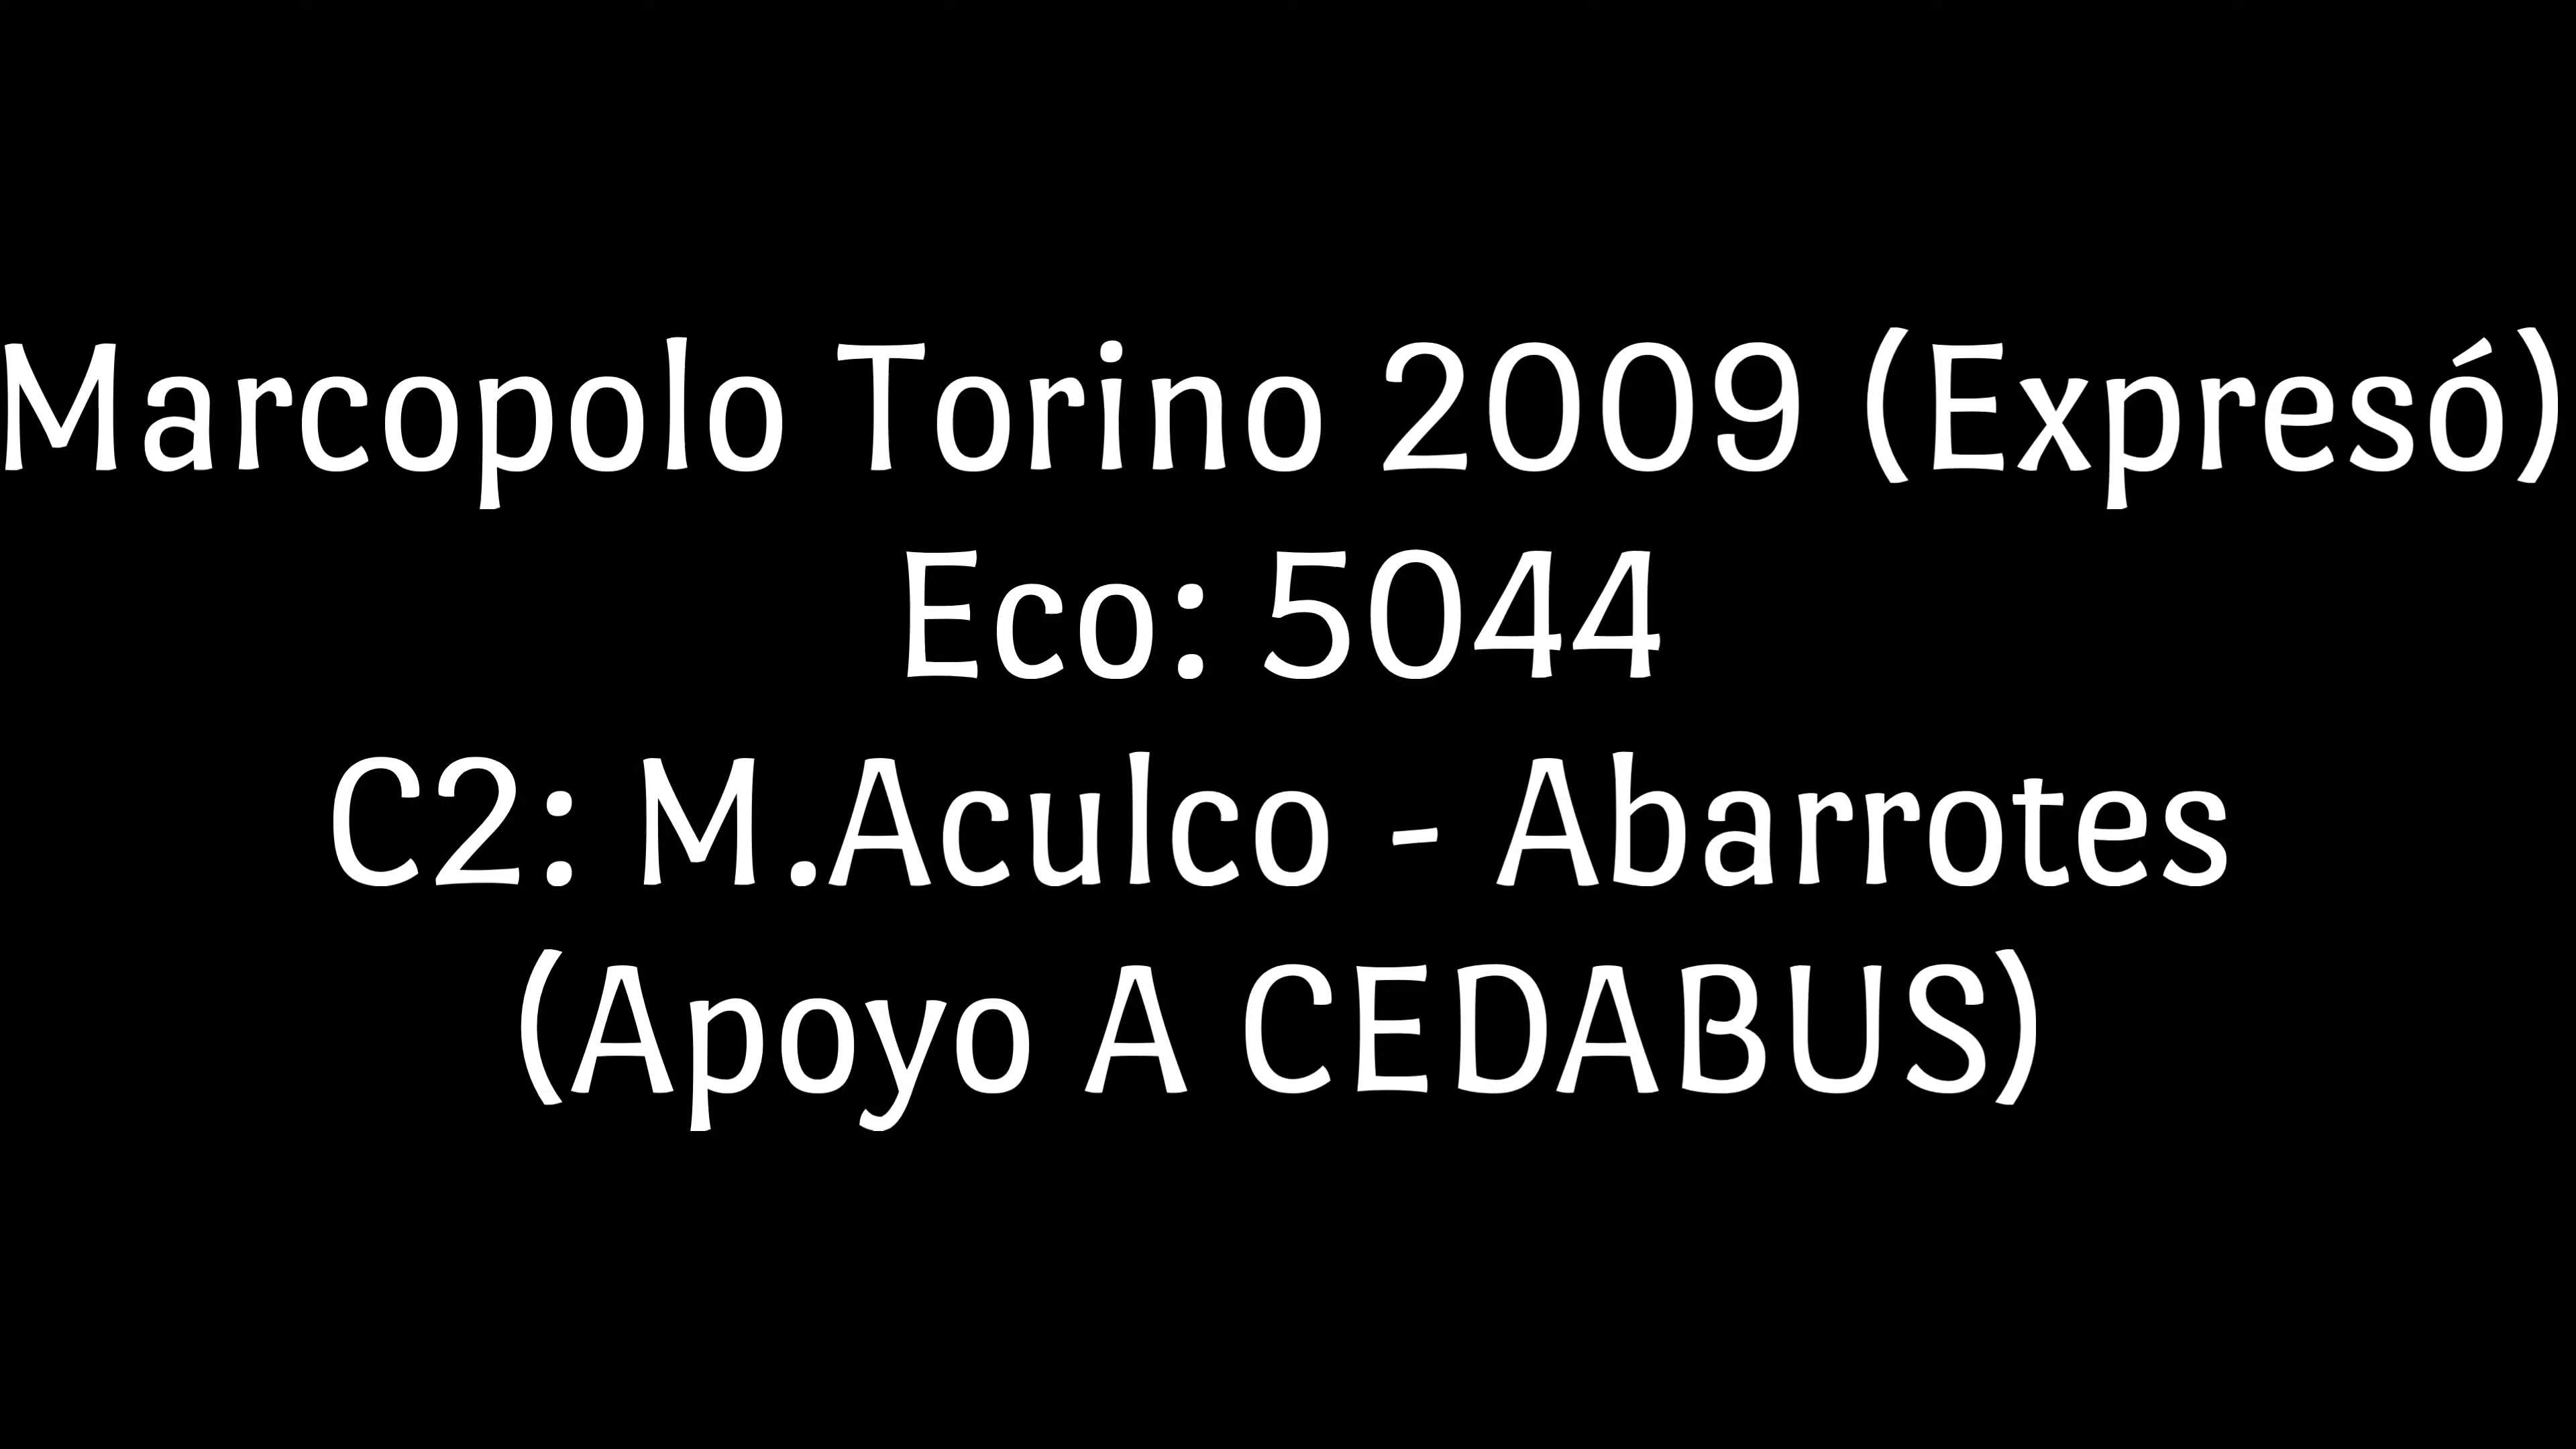 Marcopolo Torino 2009 (Expresó)
Eco: 5044
C2: M.Aculco - Abarrotes
(Apoyo A CEDABUS)